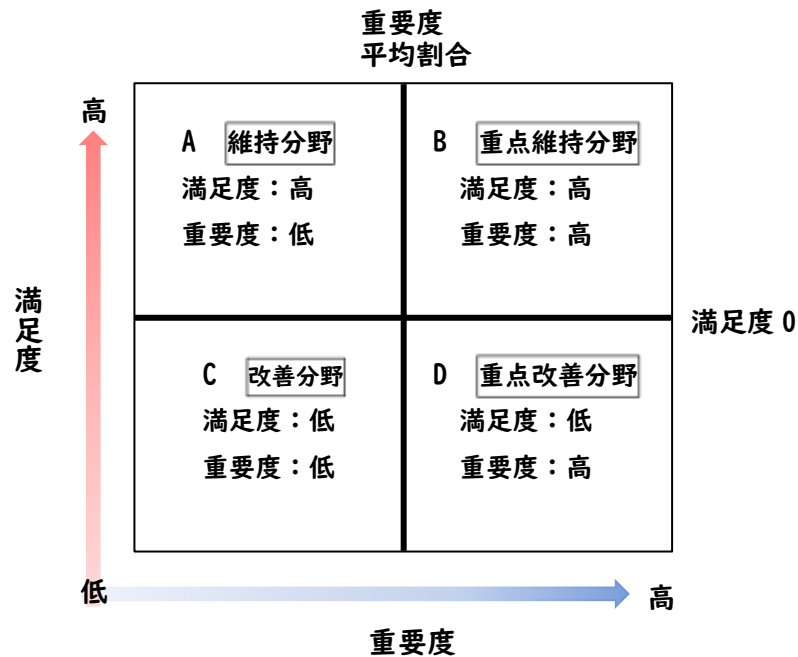 重要度
平均割合
高
A 維持分野
満足度：高
重要度：低
B 重点維持分野
満足度：高
重要度：高
満足度
満足度0
C 改善分野
満足度：低
重要度：低
D 重点改善分野
満足度：低
重要度：高
低
高
重要度